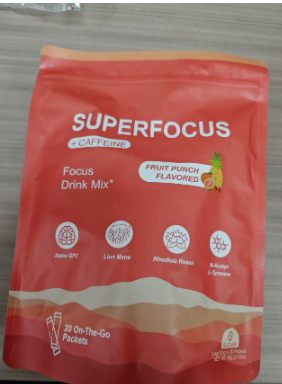 SUPERFOCUS
+ CAFFEINE
Focus
Drink Mix*
FRUIT PUNCH
FLAVORED
Alpha GPC
Lion Mane
Rhodiola Rosea
N-Acetyl
L-Tyrosine
20 On-The-Go
Packets
0
SUGAR